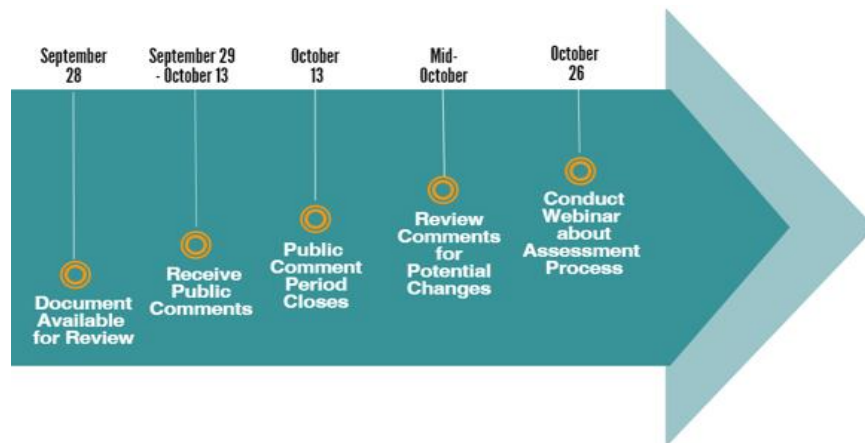 September
28
September 29
- October 13
October
13
Mid-
October
October
26
Document
Available
for Review
Receive
Public
Comments
Public
Comment
Period
Closes
Review
Comments
for
Potential
Changes
Conduct
Webinar
about
Assessment
Process